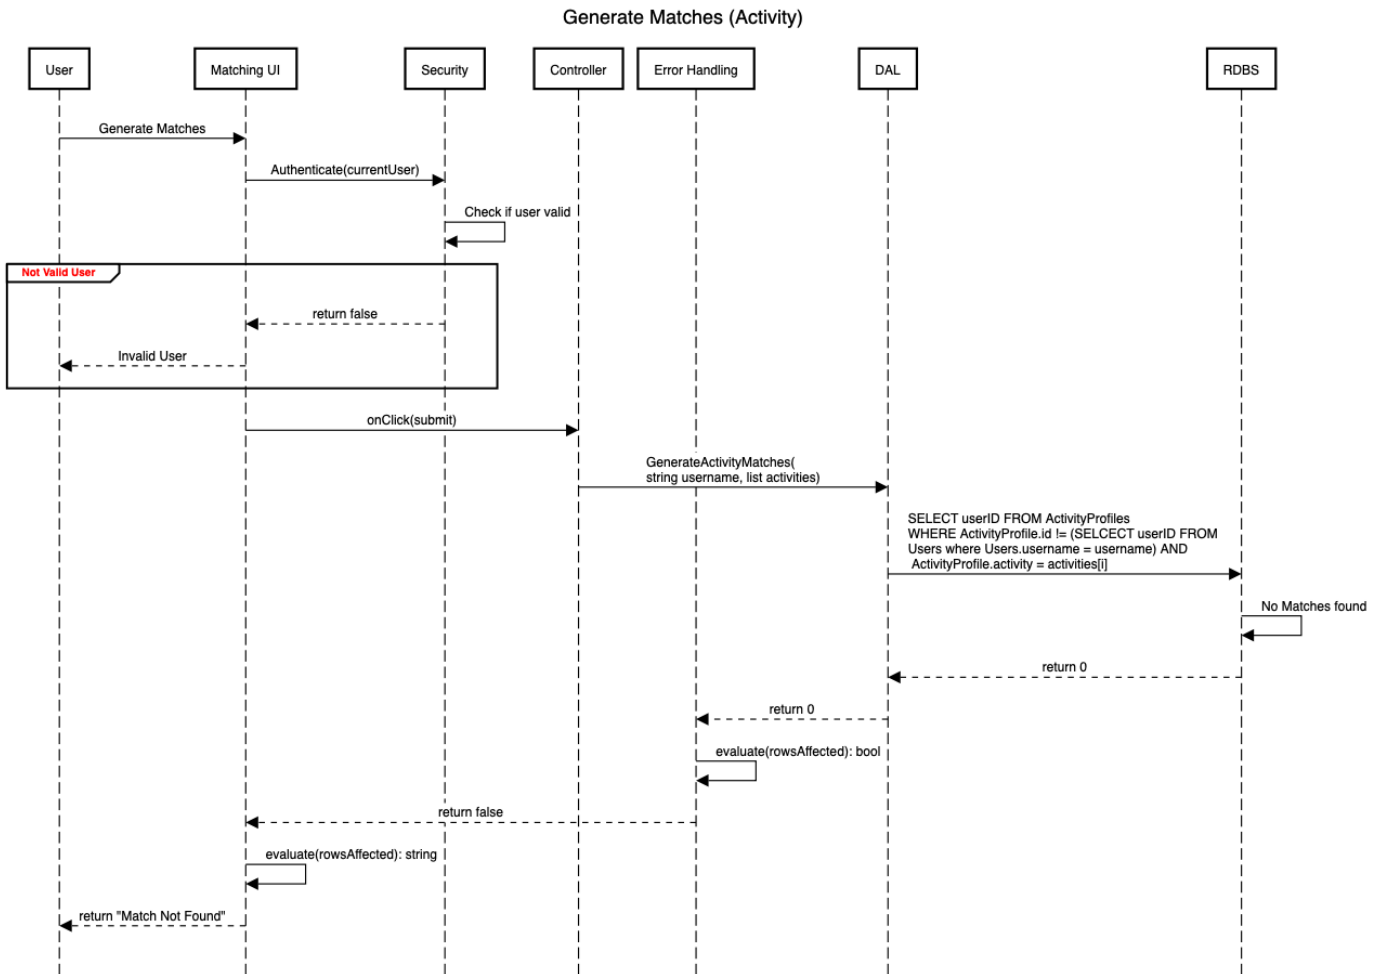 Generate Matches (Activity)
User
Matching UI
Security
Controller
Error Handling
DAL
RDBS
Generate Matches
Authenticate(currentUser)
Check if user valid
Not Valid User
return false
Invalid User
onClick(submit)
GenerateActivityMatches(
string username, list activities)
SELECT userID FROM ActivityProfiles
WHERE ActivityProfile.id != (SELCECT userID FROM
Users where Users.username = username) AND
ActivityProfile.activity = activities[i]
No Matches found
return 0
return 0
evaluate(rowsAffected): bool
return false
evaluate(rowsAffected): string
return "Match Not Found"